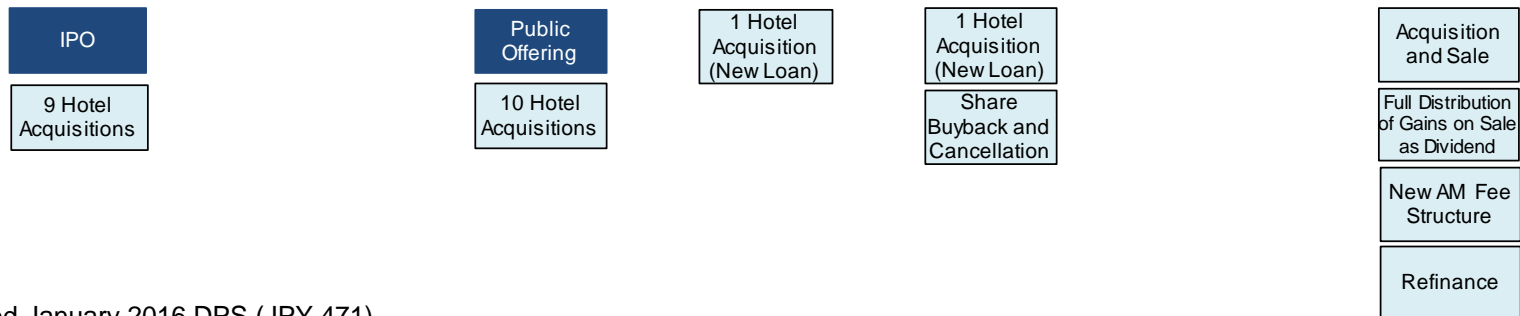 IPO
9 Hotel
Acquisitions
Public
Offering
10 Hotel
Acquisitions
1 Hotel
Acquisition
(New Loan)
1 Hotel
Acquisition
(New Loan)
Share
Buyback and
Cancellation
Acquisition
and Sale
Full Distribution
of Gains on Sale
as Dividend
New AM Fee
Structure
Refinance
January 2016 DPS (JPY 471)